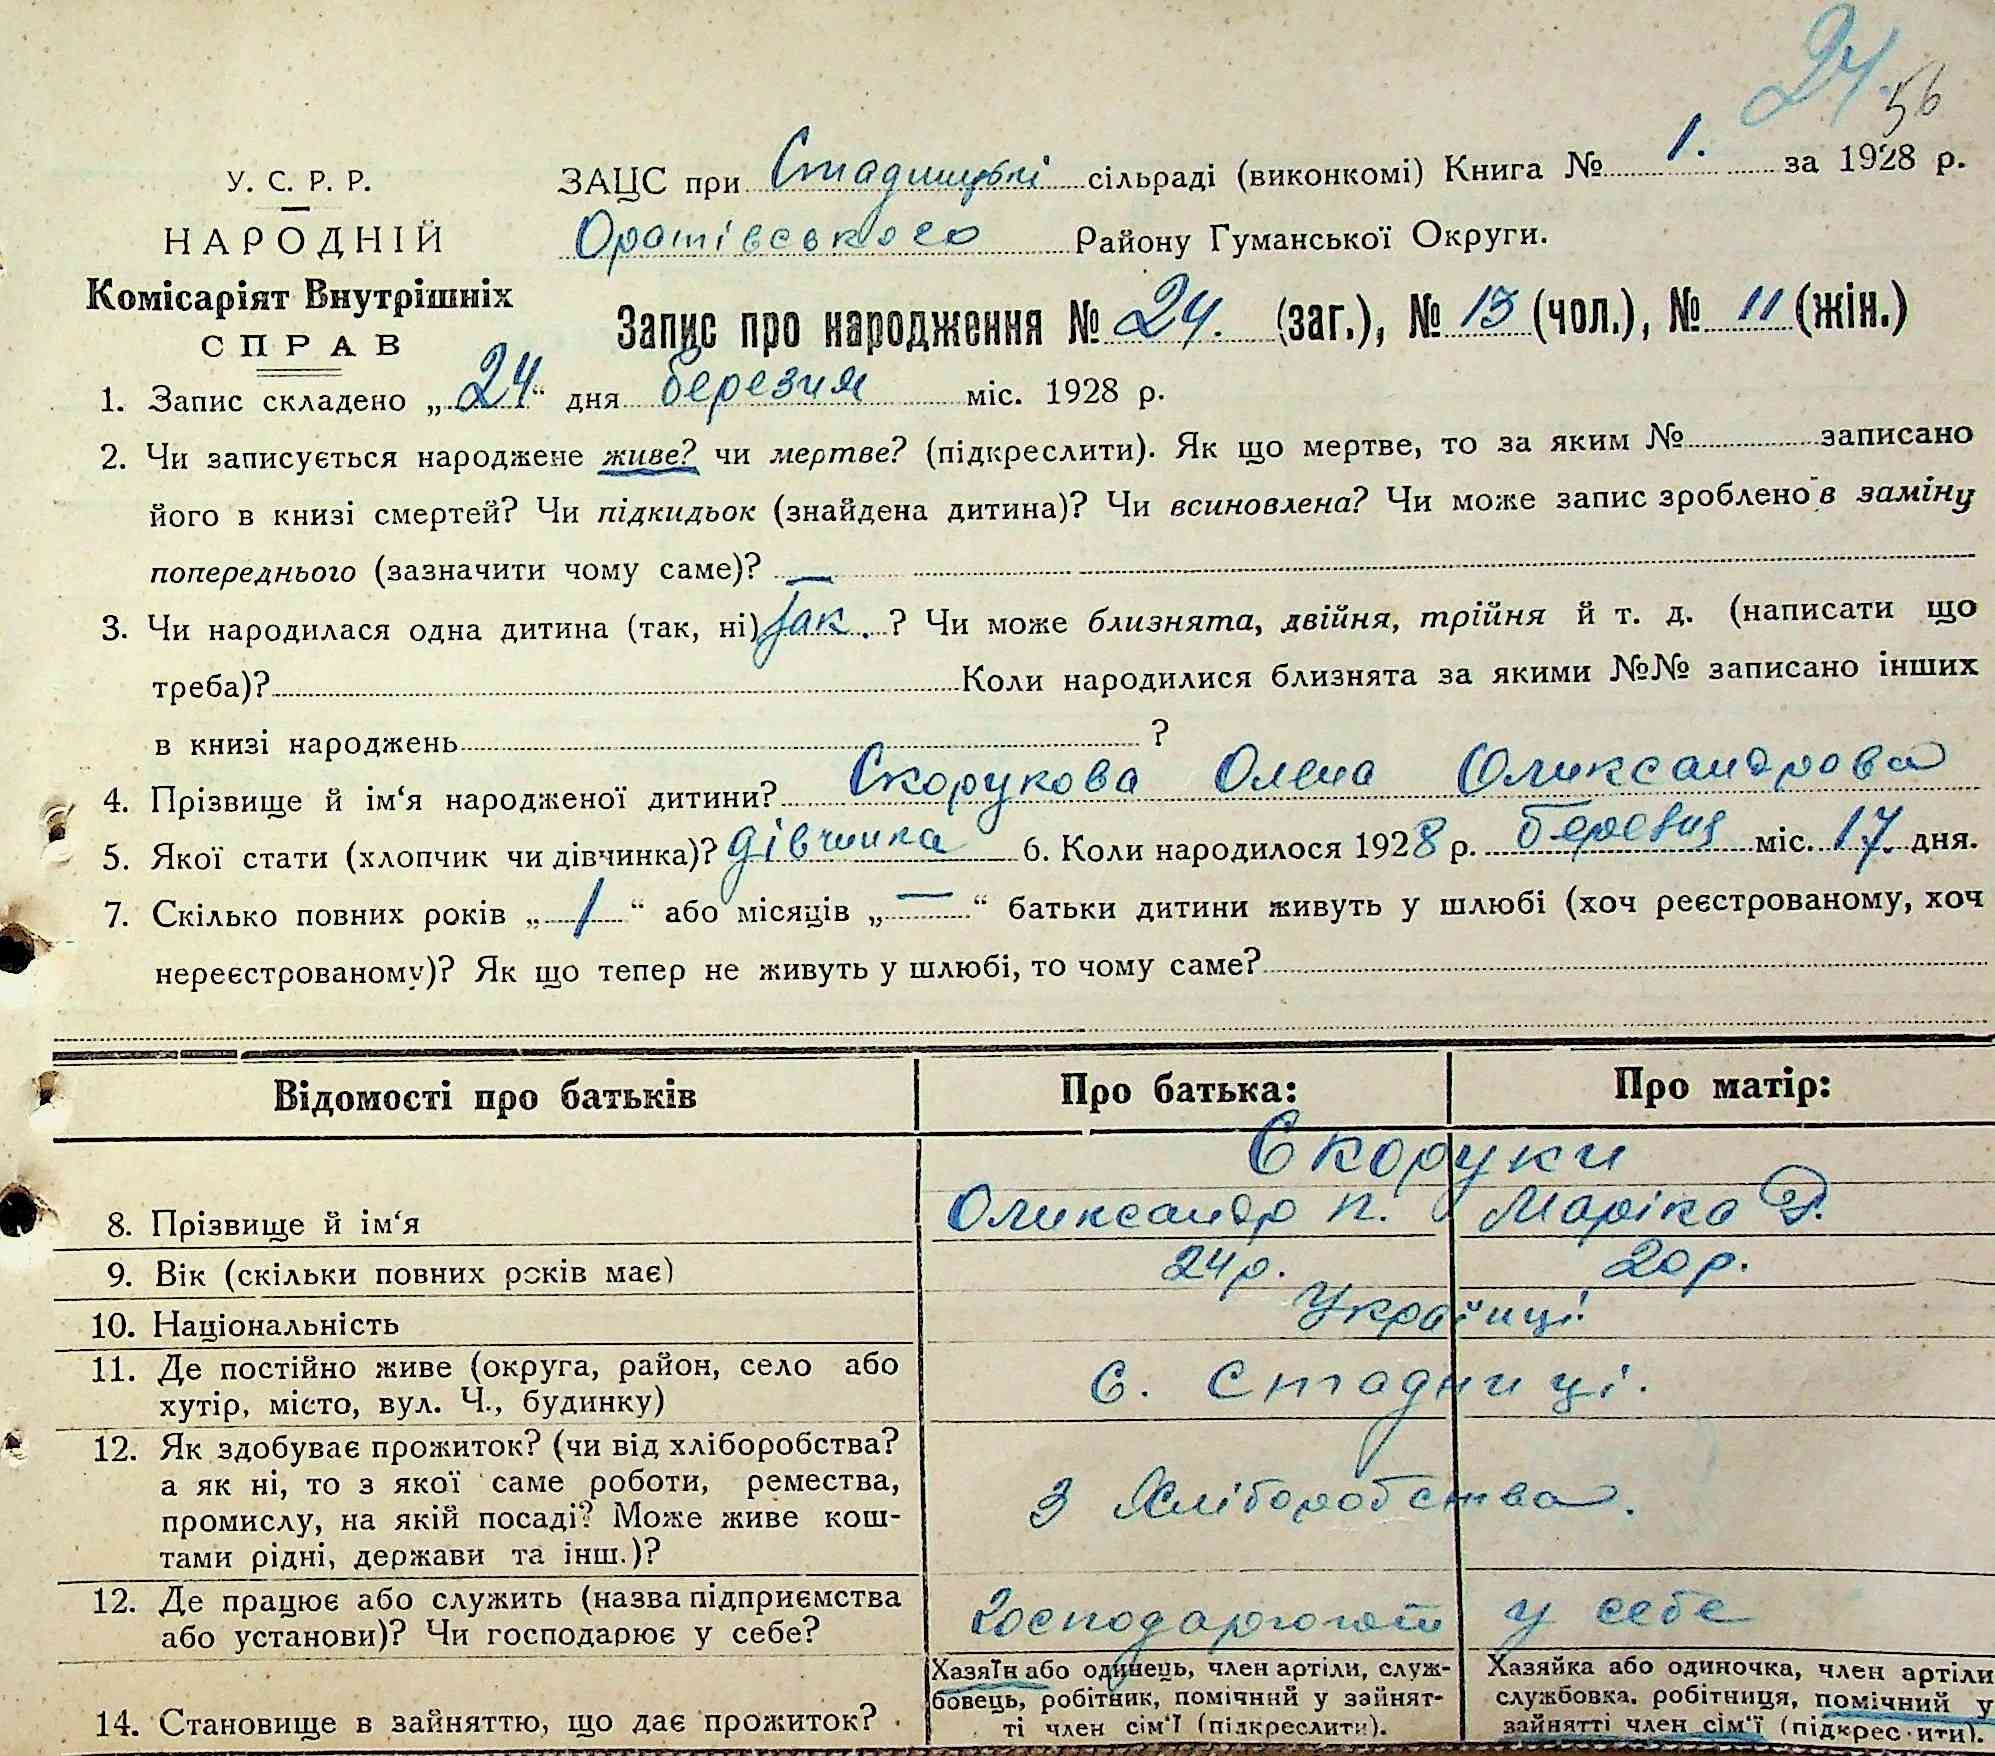 24.
56
У. С. Р. Р.
НАРОДНІЙ
Комісаріят Внутрішніх
СПРАВ
ЗАЦС при Стадницькі сільраді (виконкомі) Книга № 1. за 1928 р.
Оратівського Району Гуманської Округи.
Запис про народження № 24. (заг.), № 13 (чол.), № 11 (жін.)
1. Запис складено „24“ дня березня міс. 1928 р.
2. Чи записується народжене живе? чи мертве? (підкреслити). Як що мертве, то за яким № записано
його в книзі смертей? Чи підкидьок (знайдена дитина)? Чи всиновлена? Чи може запис зроблено в заміну
попереднього (зазначити чому саме)? —
3. Чи народилася одна дитина (так, ні) так. ? Чи може близнята, двійня, трійня й т. д. (написати що
треба)? Коли народилися близнята за якими №№ записано інших
в книзі народжень ?
4. Прізвище й ім‘я народженої дитини? Скорукова Олена Олександрова
5. Якої стати (хлопчик чи дівчинка)? дівчинка 6. Коли народилося 1928 р. березня міс. 17. дня.
7. Скілько повних років „1“ або місяців „—“ батьки дитини живуть у шлюбі (хоч реєстрованому, хоч
нереєстрованому)? Як що тепер не живуть у шлюбі, то чому саме?
Відомості про батьків Про батька: Про матір:
Скоруки
8. Прізвище й ім‘я Олександр П. Маріка
9. Вік (скільки повних років має) 24 р. 20 р.
10. Національність Українці
11. Де постійно живе (округа, район, село або
хутір, місто, вул. Ч., будинку) с. Стадниці.
12. Як здобуває прожиток? (чи від хліборобства?
а як ні, то з якої саме роботи, ремества,
промислу, на якій посаді? Може живе кош-
тами рідні, держави та інш.)? З Хліборобства.
12. Де працює або служить (назва підприємства
або установи)? Чи господарює у себе? господарюють у себе
14. Становище в зайняттю, що дає прожиток?
Хазяїн або одинець, член артіли, служ-
бовець, робітник, помічний у зайнят-
ті член сім‘ї (підкреслити).
Хазяйка або одиночка, член артіли
службовка, робітниця, помічний у
зайнятті член сім‘ї (підкрес ити).